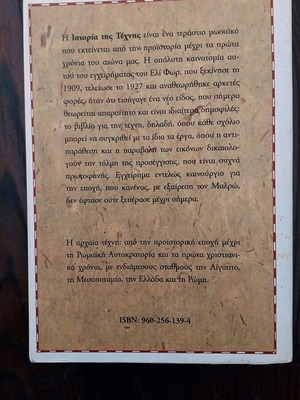 Η Ιστορία της Τέχνης είναι ένα τεράστιο μωσαϊκό
που εκτείνεται από την προϊστορία μέχρι τα πρώτα
χρόνια του αιώνα μας. Η απόλυτη καινοτομία αυ-
τού του εγχειρήματος του Ελί Φωρ, που ξεκίνησε το
1909, τελείωσε το 1927 και αναθεωρήθηκε αρκετές
φορές, ήταν ότι εισήγαγε ένα νέο είδος, που σήμερα
θεωρείται απαραίτητο και είναι ιδιαίτερα δημοφιλές:
το βιβλίο για την τέχνη, δηλαδή, όπου κάθε σχόλιο
μπορεί να συγκριθεί με τα ίδια τα έργα, όπου η αντι-
παράθεση και η παραβολή των εικόνων δικαιολο-
γούν την τόλμη της προσέγγισης, που είναι συχνά
πρωτοφανής. Εγχείρημα εντελώς καινούργιο για
την εποχή, που κανένας, με εξαίρεση τον Μαλρώ,
δεν έφτασε ούτε ξεπέρασε μέχρι σήμερα.
Η αρχαία τέχνη: από την προϊστορική εποχή μέχρι
τη Ρωμαϊκή Αυτοκρατορία και τα πρώτα χριστιανι-
κά χρόνια, με ενδιάμεσους σταθμούς την Αίγυπτο,
τη Μεσοποταμία, την Ελλάδα και τη Ρώμη.
ISBN: 960-256-139-4